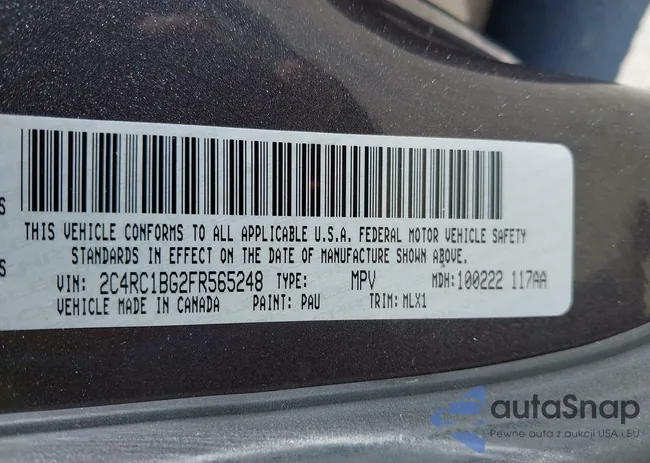 THIS VEHICLE CONFORMS TO ALL APPLICABLE U.S.A. FEDERAL MOTOR VEHICLE SAFETY
STANDARDS IN EFFECT ON THE DATE OF MANUFACTURE SHOWN ABOVE.
VIN: 2C4RC1BG2FR565248 TYPE: MPV MDH: 100222 117AA
VEHICLE MADE IN CANADA PAINT: PAU TRIM: MLX1
autaSnap
Pewne auta z aukcji USA i EU